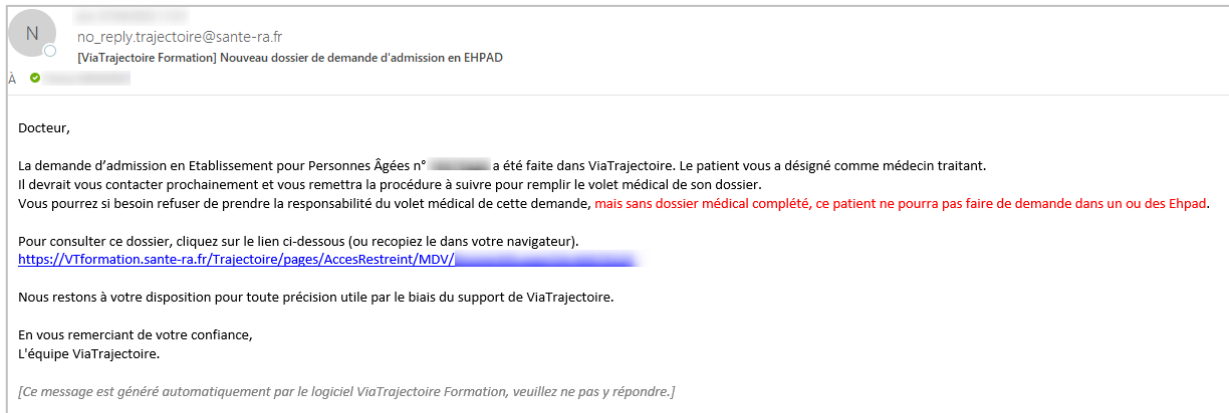 N
no_reply.trajectoire@sante-ra.fr
[ViaTrajectoire Formation] Nouveau dossier de demande d'admission en EHPAD
À
Docteur,
La demande d'admission en Etablissement pour Personnes Âgées n° a été faite dans ViaTrajectoire. Le patient vous a désigné comme médecin traitant.
Il devrait vous contacter prochainement et vous remettra la procédure à suivre pour remplir le volet médical de son dossier.
Vous pourrez si besoin refuser de prendre la responsabilité du volet médical de cette demande, mais sans dossier médical complété, ce patient ne pourra pas faire de demande dans un ou des Ehpad.
Pour consulter ce dossier, cliquez sur le lien ci-dessous (ou recopiez le dans votre navigateur).
https://VTformation.sante-ra.fr/Trajectoire/pages/AccesRestreint/MDV/
Nous restons à votre disposition pour toute précision utile par le biais du support de ViaTrajectoire.
En vous remerciant de votre confiance,
L'équipe ViaTrajectoire.
[Ce message est généré automatiquement par le logiciel ViaTrajectoire Formation, veuillez ne pas y répondre.]